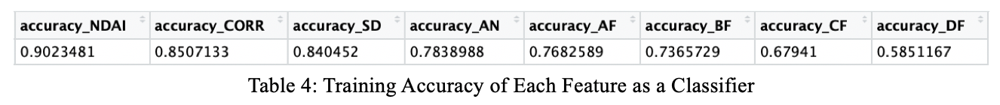 accuracy_NDAI accuracy_CORR accuracy_SD accuracy_AN accuracy_AF accuracy_BF accuracy_CF accuracy_DF
0.9023481 0.8507133 0.840452 0.7838988 0.7682589 0.7365729 0.67941 0.5851167
Table 4: Training Accuracy of Each Feature as a Classifier